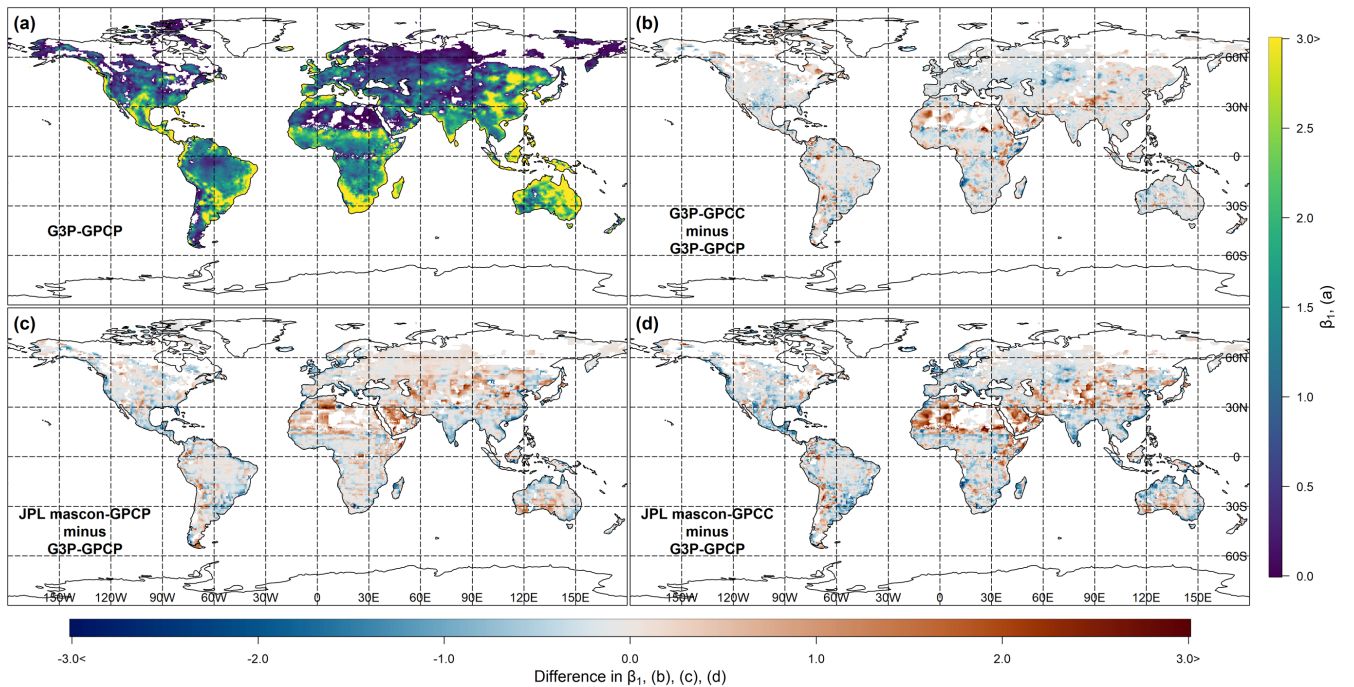 (a)
G3P-GPCP
(b)
60N
30N
0
30S
60S
G3P-GPCC
minus
G3P-GPCP
(c)
JPL mascon-GPCP
minus
G3P-GPCP
150W 120W 90W 60W 30W 0 30E 60E 90E 120E 150E
(d)
60N
30N
0
30S
60S
JPL mascon-GPCC
minus
G3P-GPCP
150W 120W 90W 60W 30W 0 30E 60E 90E 120E 150E
3.0>
2.5
2.0
1.5
1.0
0.5
0.0
β₁, (a)
-3.0< -2.0 -1.0 0.0 1.0 2.0 3.0>
Difference in β₁, (b), (c), (d)